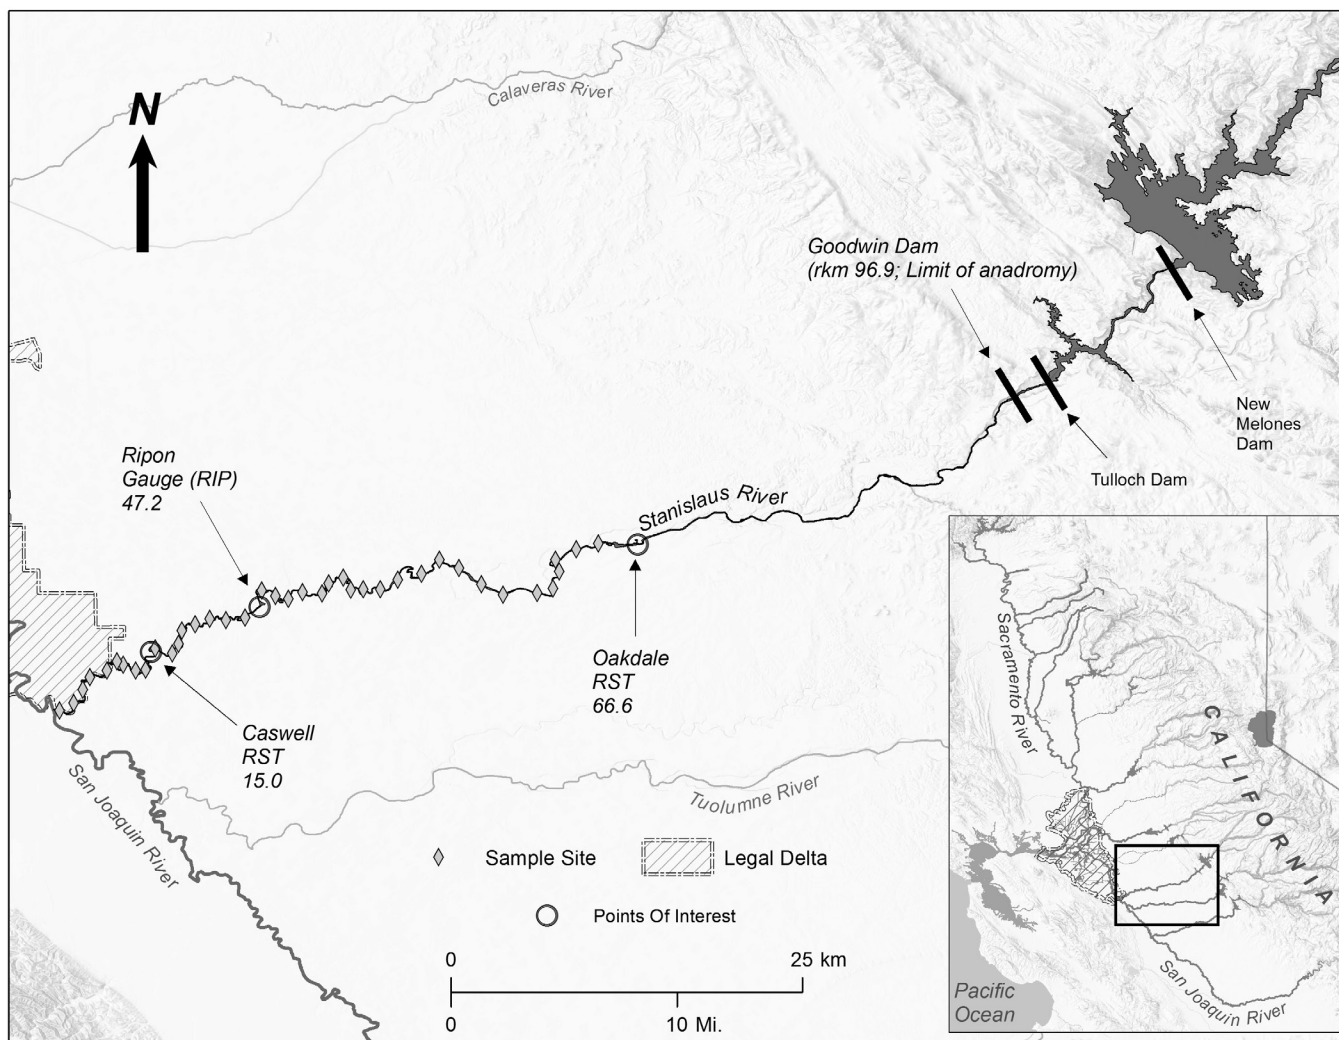 Calaveras River
N
Goodwin Dam
(rkm 96.9; Limit of anadromy)
New
Melones
Dam
Tulloch Dam
Ripon
Gauge (RIP)
47.2
Stanislaus River
Oakdale
RST
66.6
Caswell
RST
15.0
San Joaquin River
Tuolumne River
Sample Site
Legal Delta
Points Of Interest
0
25 km
0
10 Mi.
Sacramento River
CALIFORNIA
San Joaquin River
Pacific
Ocean